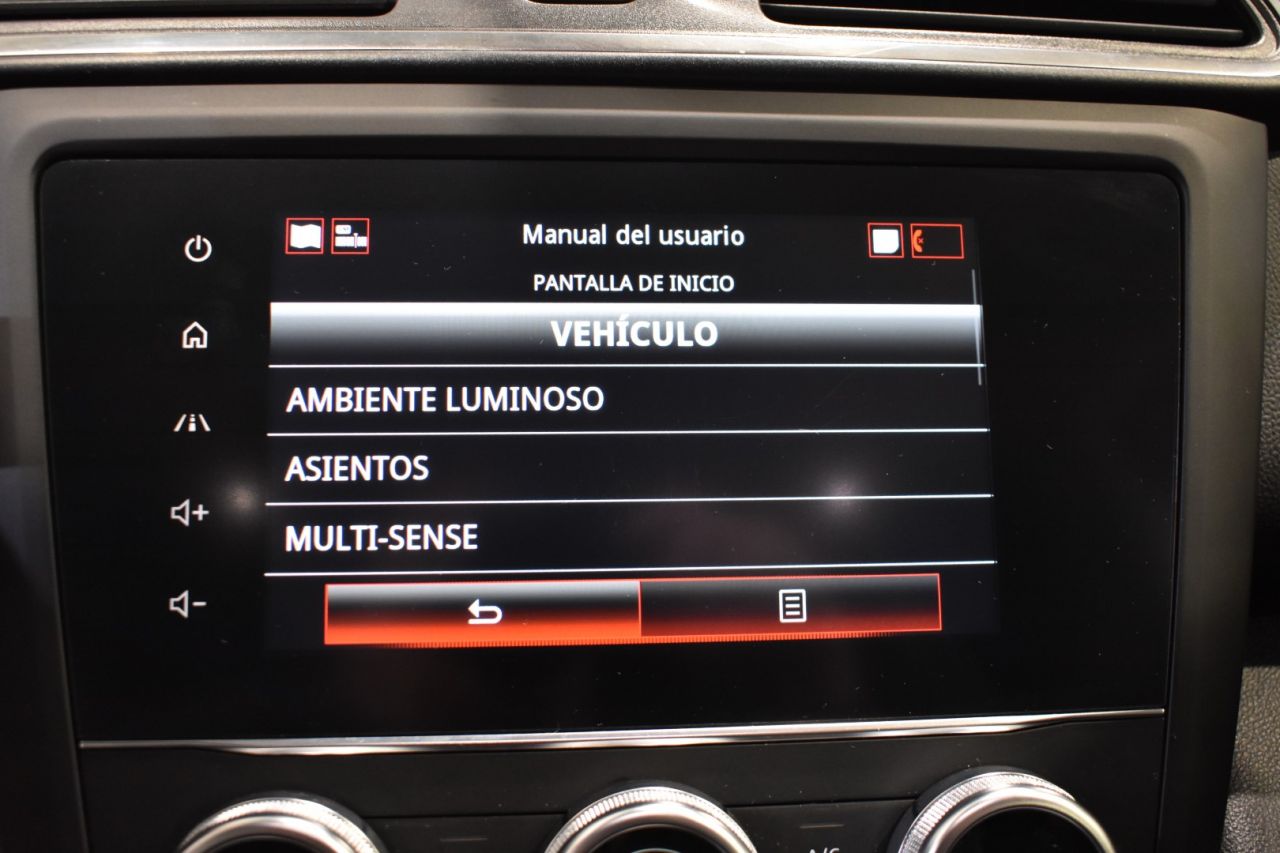 Manual del usuario
PANTALLA DE INICIO
VEHÍCULO
AMBIENTE LUMINOSO
ASIENTOS
MULTI-SENSE
A/C